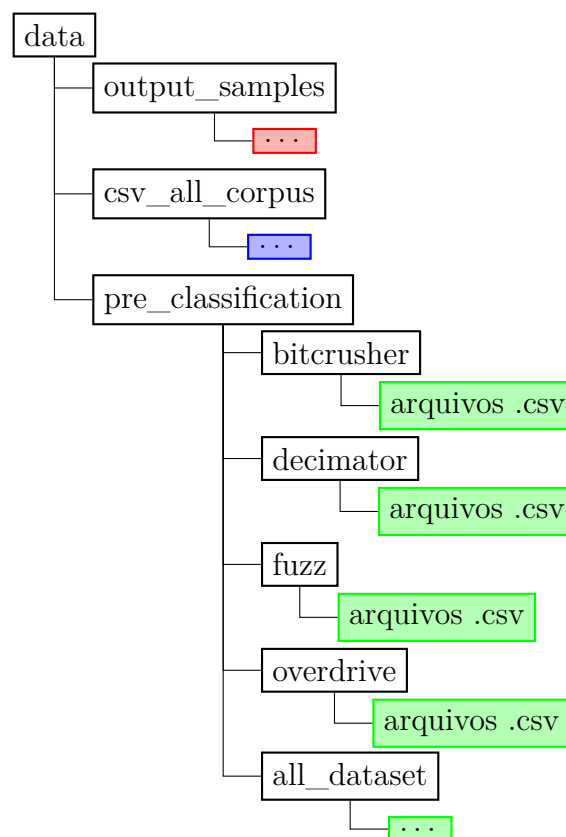 data
output_samples
...
csv_all_corpus
...
pre_classification
bitcrusher
arquivos .csv
decimator
arquivos .csv
fuzz
arquivos .csv
overdrive
arquivos .csv
all_dataset
...